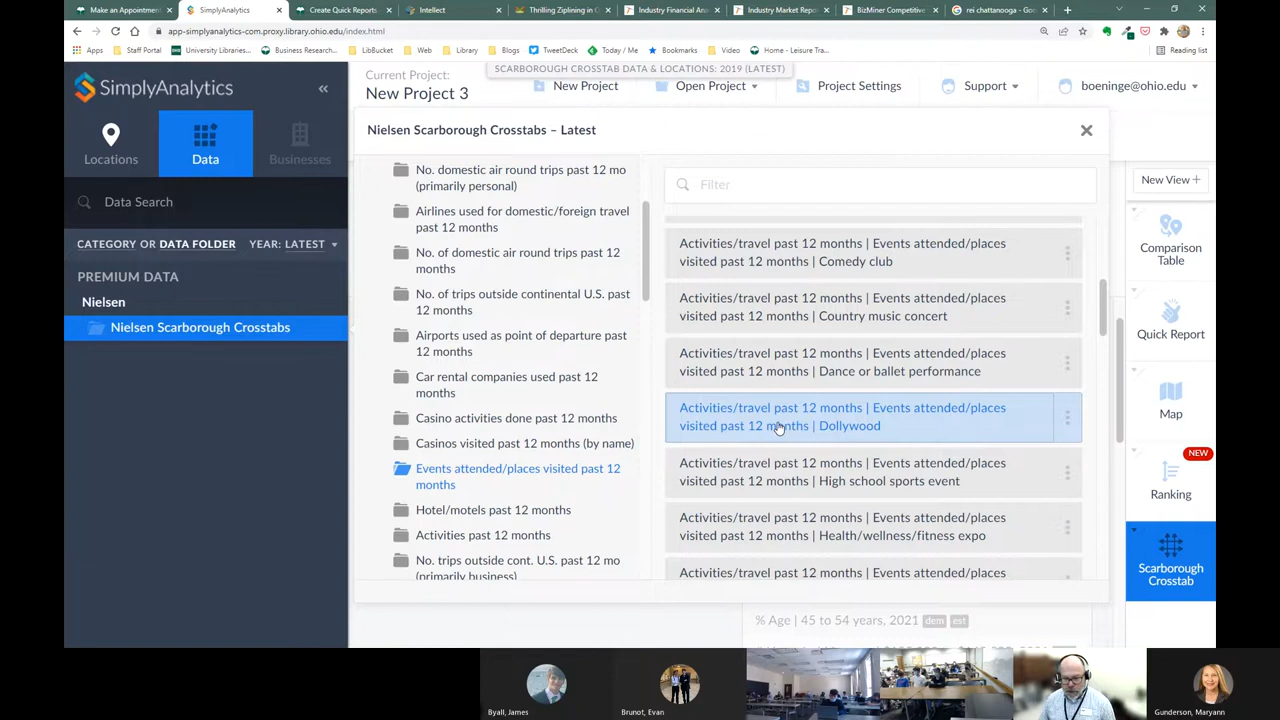 Make an Appointment
SimplyAnalytics
Create Quick Reports
Intellect
Thrilling Ziplining in C
Industry Financial Ana
Industry Market Repor
BizMiner Competitive
rei chattanooga - Goo
app-simplyanalytics-com.proxy.library.ohio.edu/index.html
Apps
Staff Portal
University Libraries...
Business Research...
LibBucket
Web
Library
Blogs
TweetDeck
Today / Me
Bookmarks
Video
Home - Leisure Tra...
Reading list
SimplyAnalytics
«
Current Project:
New Project 3
SCARBOROUGH CROSSTAB DATA & LOCATIONS: 2019 (LATEST)
New Project
Open Project
Project Settings
Support
boeninge@ohio.edu
Locations
Data
Businesses
Data Search
CATEGORY OR DATA FOLDER
YEAR: LATEST
PREMIUM DATA
Nielsen
Nielsen Scarborough Crosstabs
Nielsen Scarborough Crosstabs – Latest
No. domestic air round trips past 12 mo
(primarily personal)
Airlines used for domestic/foreign travel
past 12 months
No. of domestic air round trips past 12
months
No. of trips outside continental U.S. past
12 months
Airports used as point of departure past
12 months
Car rental companies used past 12
months
Casino activities done past 12 months
Casinos visited past 12 months (by name)
Events attended/places visited past 12
months
Hotel/motels past 12 months
Activities past 12 months
No. trips outside cont. U.S. past 12 mo
(primarily business)
Filter
Activities/travel past 12 months | Events attended/places
visited past 12 months | Comedy club
Activities/travel past 12 months | Events attended/places
visited past 12 months | Country music concert
Activities/travel past 12 months | Events attended/places
visited past 12 months | Dance or ballet performance
Activities/travel past 12 months | Events attended/places
visited past 12 months | Dollywood
Activities/travel past 12 months | Events attended/places
visited past 12 months | High school sports event
Activities/travel past 12 months | Events attended/places
visited past 12 months | Health/wellness/fitness expo
Activities/travel past 12 months | Events attended/places
% Age | 45 to 54 years, 2021 dem est
New View +
Comparison
Table
Quick Report
Map
NEW
Ranking
Scarborough
Crosstab
Byall, James
Brunot, Evan
Gunderson, Maryann